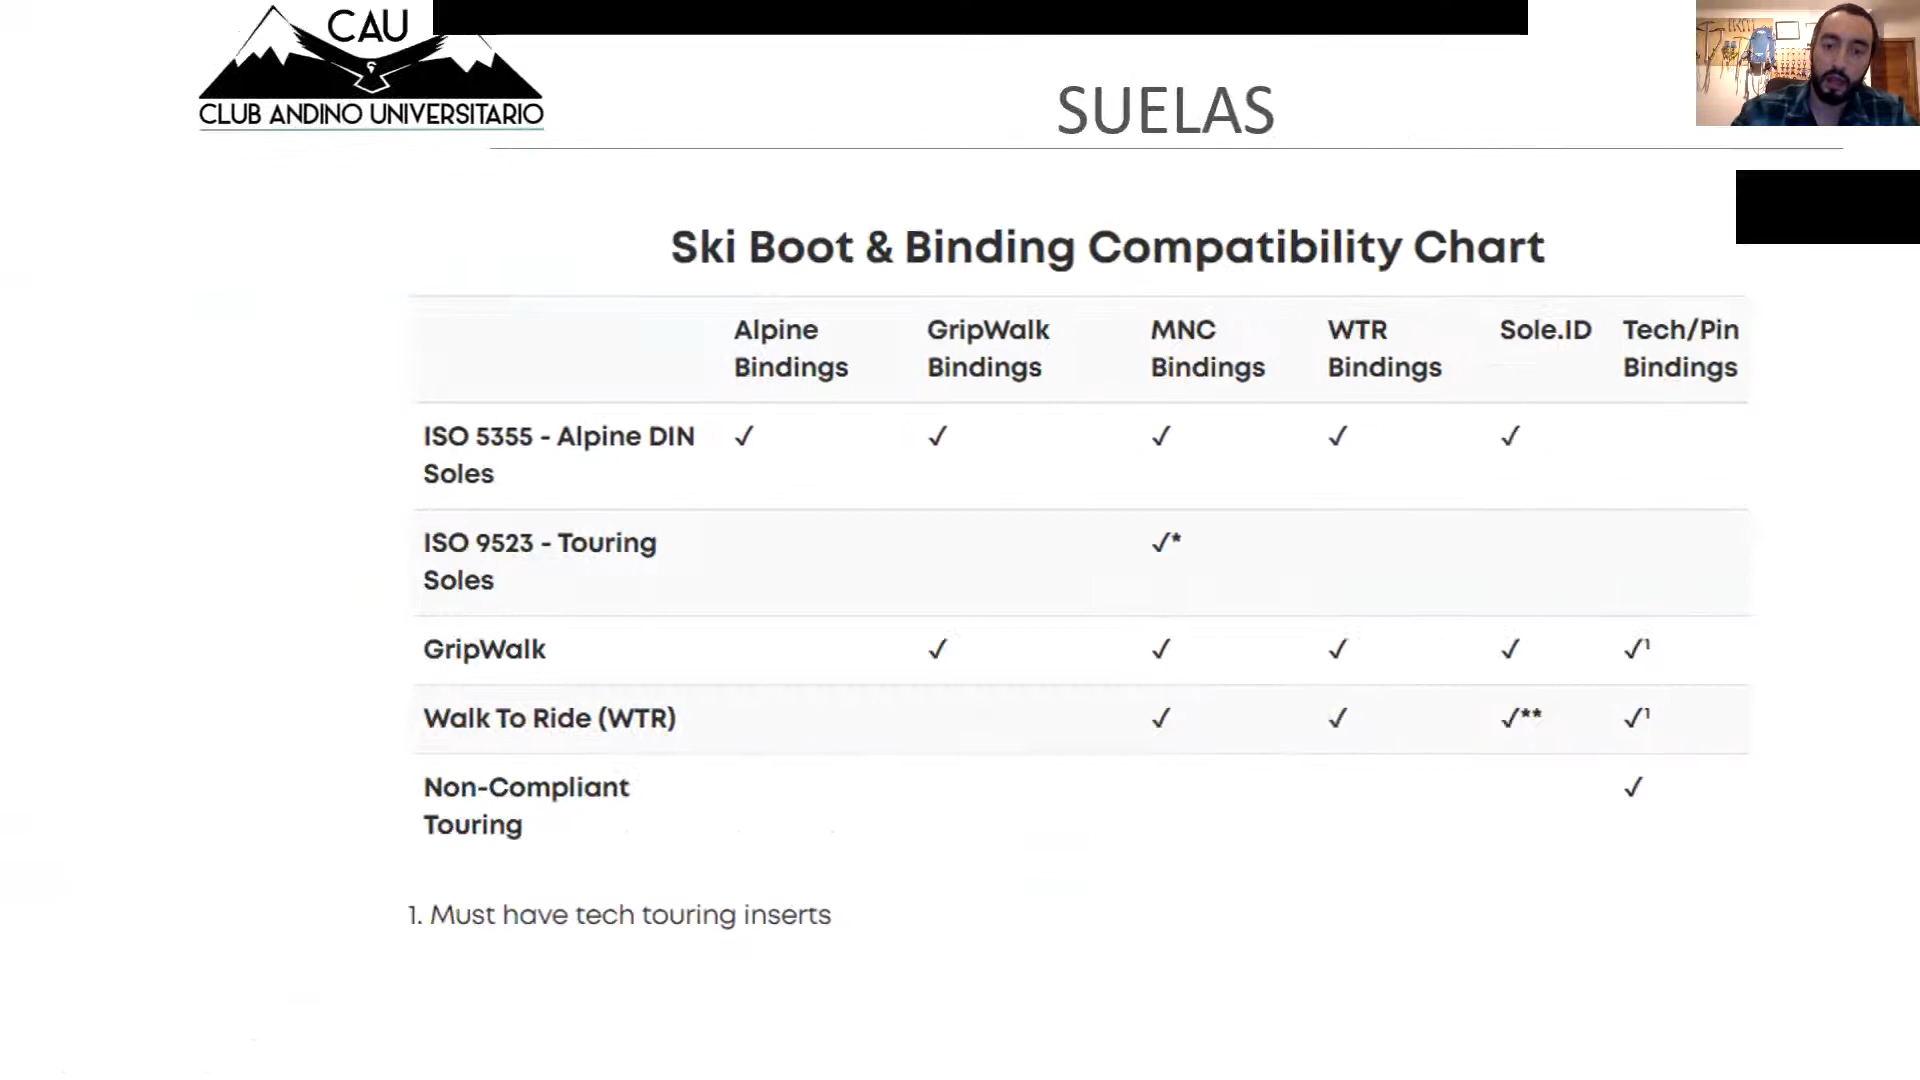 CAU
CLUB ANDINO UNIVERSITARIO
SUELAS
Ski Boot & Binding Compatibility Chart
Alpine Bindings GripWalk Bindings MNC Bindings WTR Bindings Sole.ID Tech/Pin Bindings
ISO 5355 - Alpine DIN Soles ✓ ✓ ✓ ✓ ✓
ISO 9523 - Touring Soles ✓*
GripWalk ✓ ✓ ✓ ✓ ✓¹
Walk To Ride (WTR) ✓ ✓ ✓** ✓¹
Non-Compliant Touring ✓
1. Must have tech touring inserts